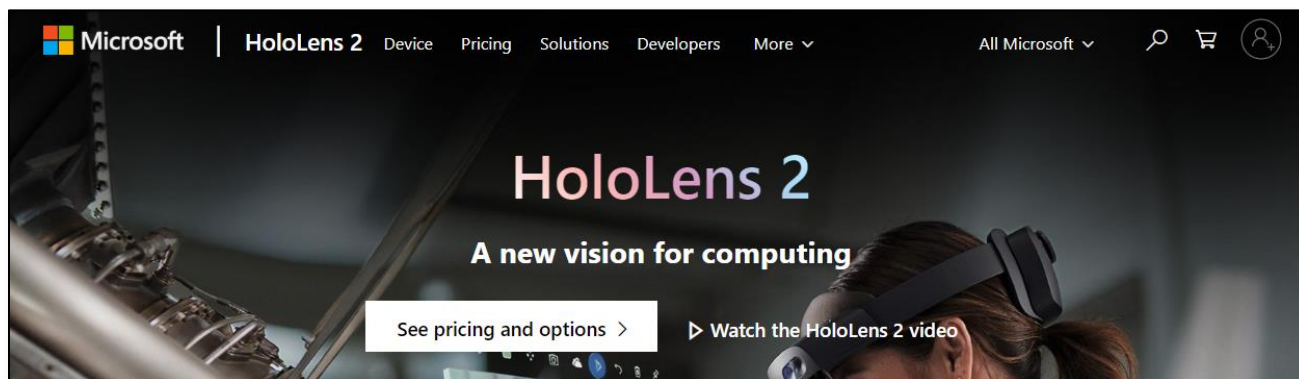 Microsoft HoloLens 2 Device Pricing Solutions Developers More All Microsoft
HoloLens 2
A new vision for computing
See pricing and options
Watch the HoloLens 2 video